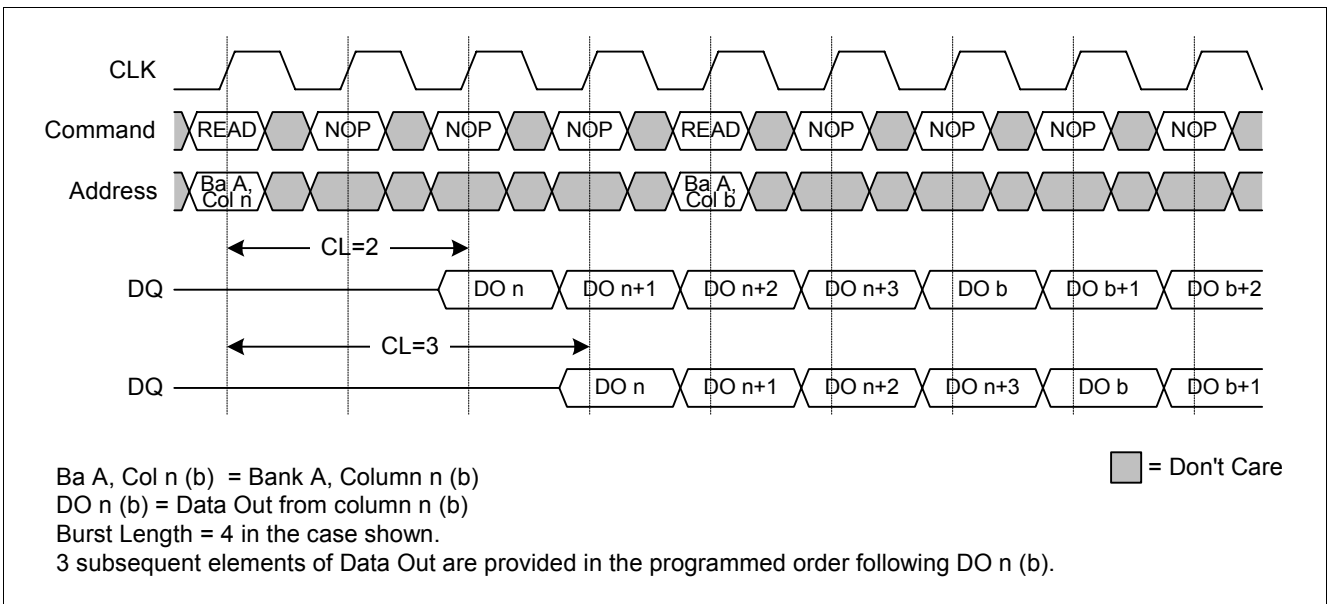 CLK
Command READ NOP NOP NOP READ NOP NOP NOP NOP
Address Ba A, Col n Ba A, Col b
CL=2
DQ DO n DO n+1 DO n+2 DO n+3 DO b DO b+1 DO b+2
CL=3
DQ DO n DO n+1 DO n+2 DO n+3 DO b DO b+1
Ba A, Col n (b) = Bank A, Column n (b)
= Don't Care
DO n (b) = Data Out from column n (b)
Burst Length = 4 in the case shown.
3 subsequent elements of Data Out are provided in the programmed order following DO n (b).